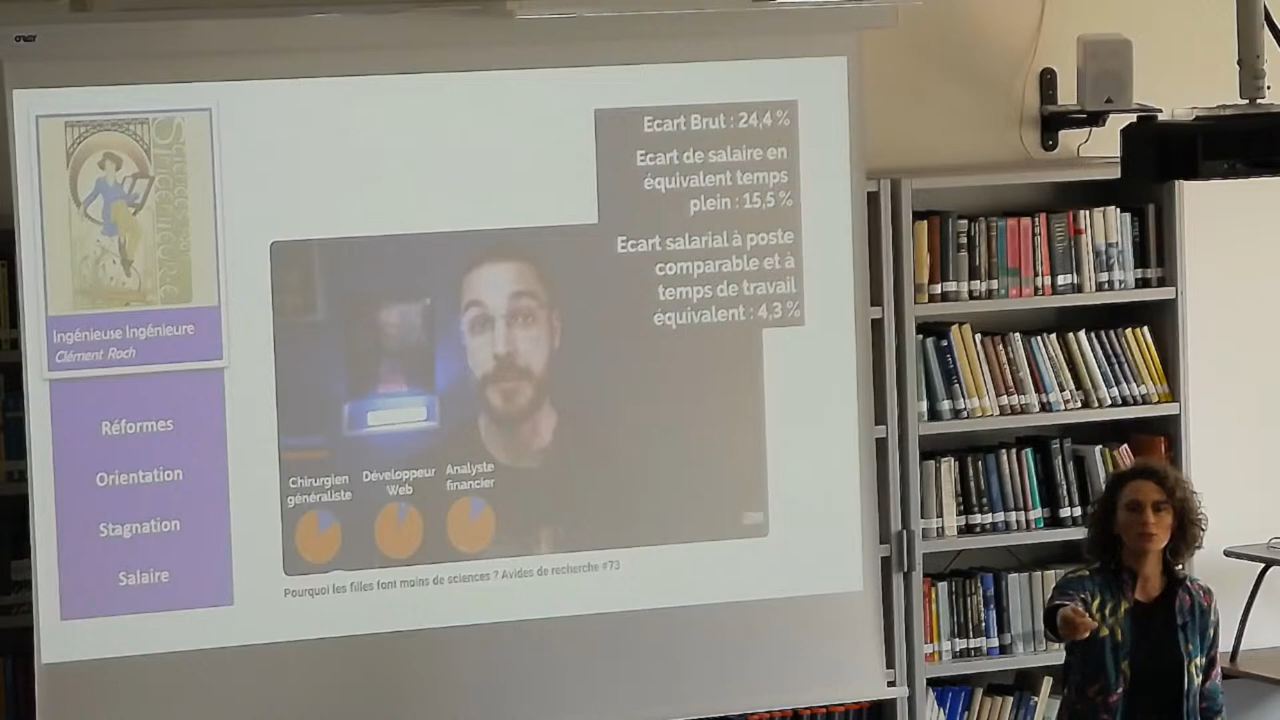 Ingénieuse Ingénieure
Clément Roch
Réformes
Orientation
Stagnation
Salaire
Ecart Brut : 24,4 %
Ecart de salaire en
équivalent temps
plein : 15,5 %
Ecart salarial à poste
comparable et à
temps de travail
équivalent : 4,3 %
Chirurgien
généraliste
Développeur
Web
Analyste
financier
Pourquoi les filles font moins de sciences ? Avides de recherche #73